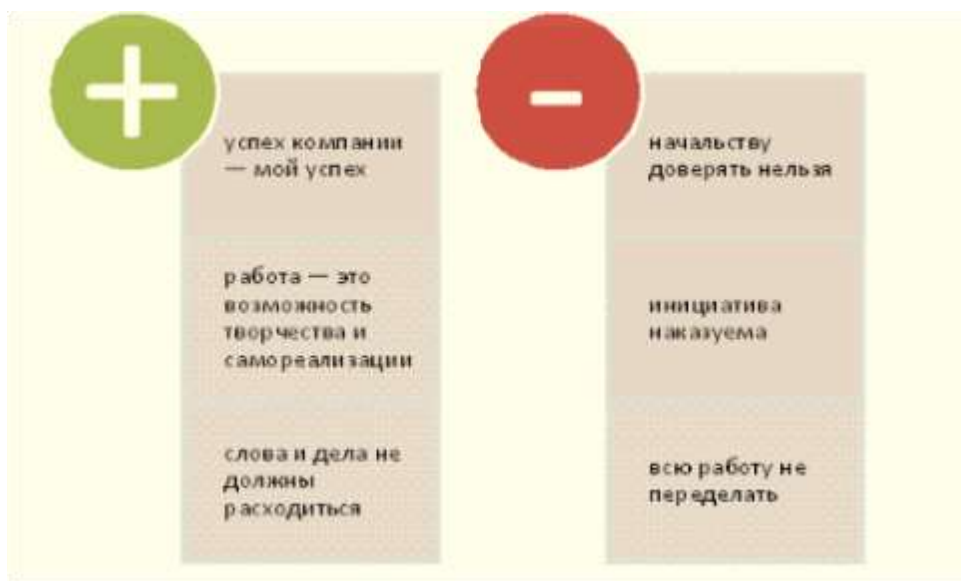 +
успех компании
— мой успех
работа — это
возможность
творчества и
самореализации
слова и дела не
должны
расходиться
-
начальству
доверять нельзя
инициатива
наказуема
всю работу не
переделать